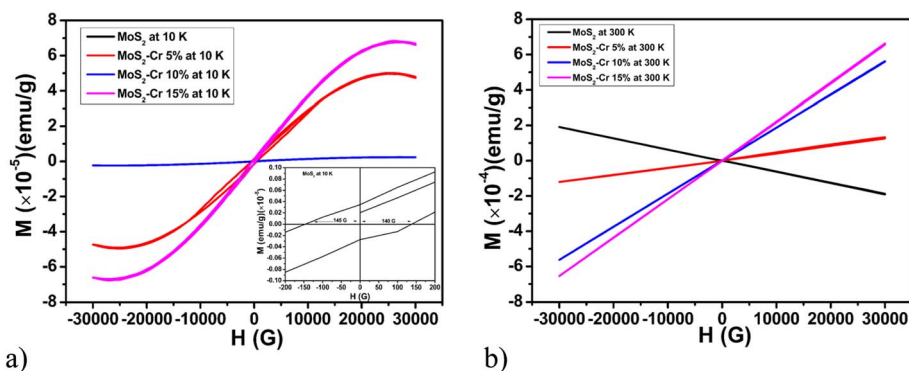 a)
M (×10⁻⁵)(emu/g)
8
6
4
2
0
-2
-4
-6
-8
MoS₂ at 10 K
MoS₂-Cr 5% at 10 K
MoS₂-Cr 10% at 10 K
MoS₂-Cr 15% at 10 K
-30000 -20000 -10000 0 10000 20000 30000
H (G)
MoS₂ at 10 K
M (emu/g)(×10⁻⁵)
0.10
0.08
0.06
0.04
0.02
0.00
-0.02
-0.04
-0.06
-0.08
-0.10
145 G
140 G
-200 -150 -100 -50 0 50 100 150 200
H (G)
b)
M (×10⁻⁴)(emu/g)
8
6
4
2
0
-2
-4
-6
-8
MoS₂ at 300 K
MoS₂-Cr 5% at 300 K
MoS₂-Cr 10% at 300 K
MoS₂-Cr 15% at 300 K
-30000 -20000 -10000 0 10000 20000 30000
H (G)